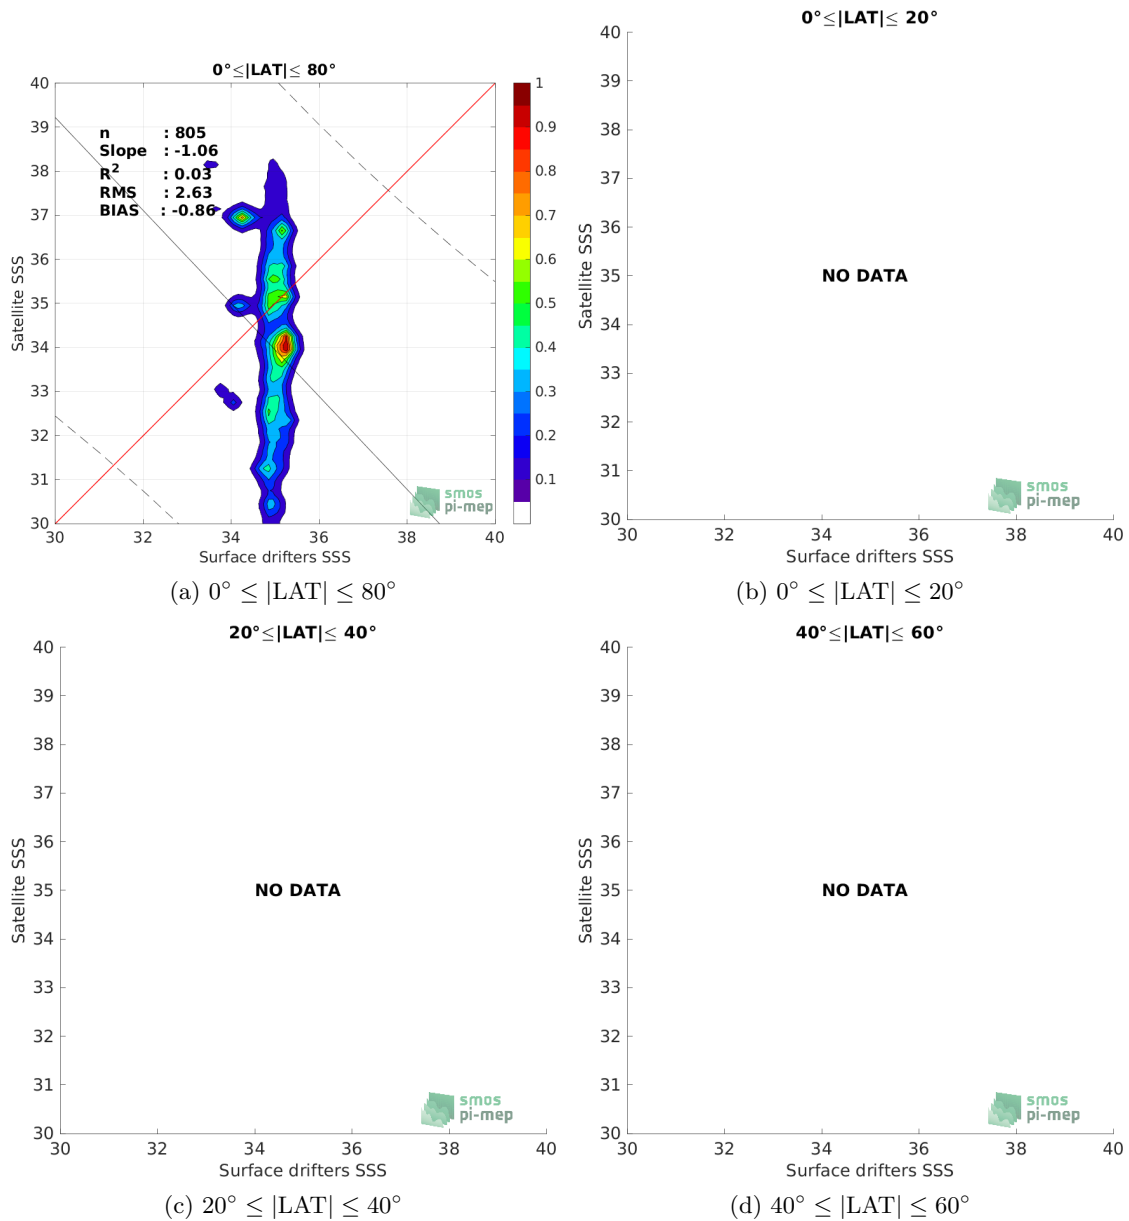 0°≤|LAT|≤ 80°
40
39
38
37
36
35
34
33
32
31
30
Satellite SSS
n : 805
Slope : -1.06
R² : 0.03
RMS : 2.63
BIAS : -0.86
1
0.9
0.8
0.7
0.6
0.5
0.4
0.3
0.2
0.1
smos
pi-mep
30 32 34 36 38 40
Surface drifters SSS
(a) 0° ≤ |LAT| ≤ 80°
0°≤|LAT|≤ 20°
40
39
38
37
36
35
34
33
32
31
30
Satellite SSS
NO DATA
smos
pi-mep
30 32 34 36 38 40
Surface drifters SSS
(b) 0° ≤ |LAT| ≤ 20°
20°≤|LAT|≤ 40°
40
39
38
37
36
35
34
33
32
31
30
Satellite SSS
NO DATA
smos
pi-mep
30 32 34 36 38 40
Surface drifters SSS
(c) 20° ≤ |LAT| ≤ 40°
40°≤|LAT|≤ 60°
40
39
38
37
36
35
34
33
32
31
30
Satellite SSS
NO DATA
smos
pi-mep
30 32 34 36 38 40
Surface drifters SSS
(d) 40° ≤ |LAT| ≤ 60°